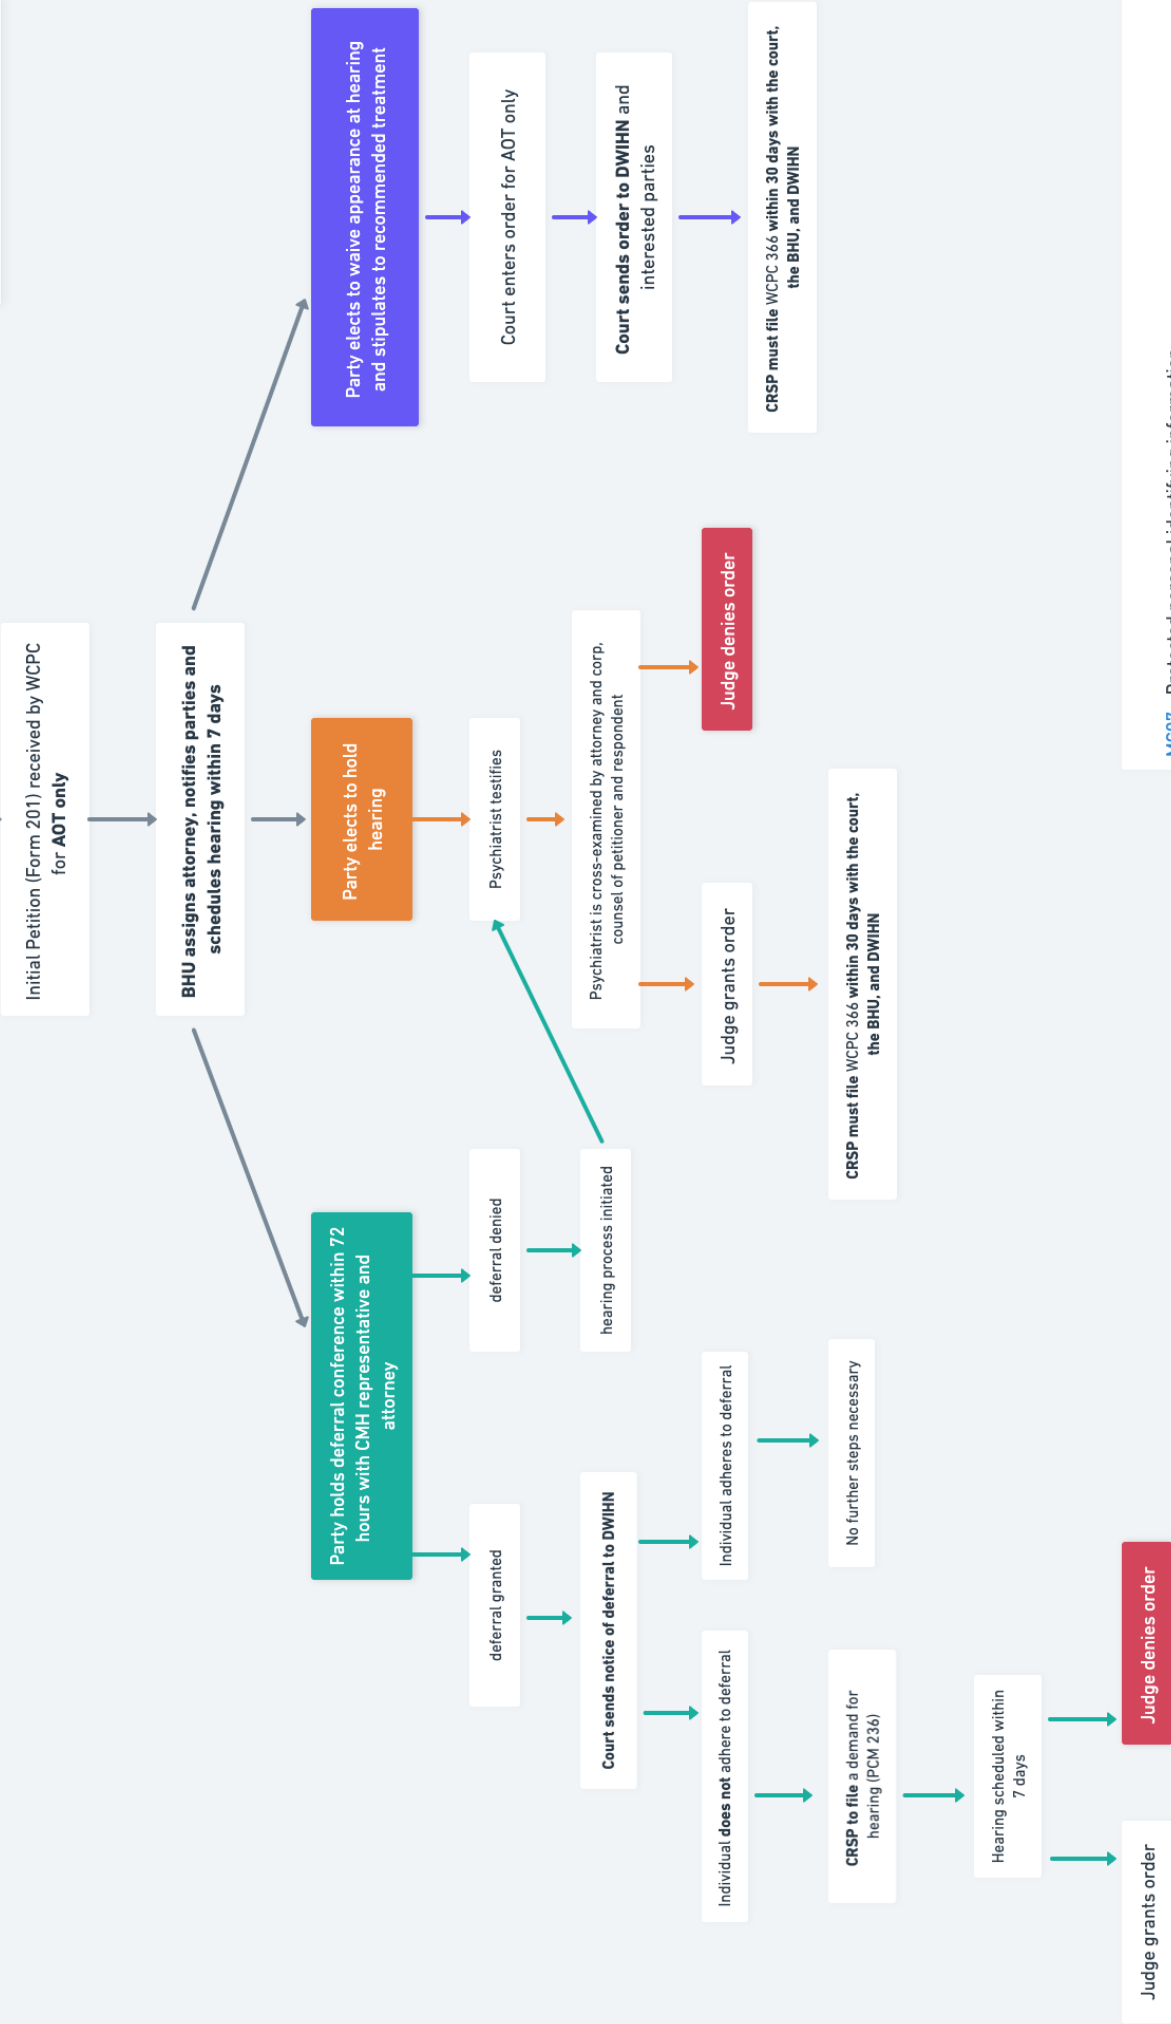 Initial Petition (Form 201) received by WCPC
for AOT only
BHU assigns attorney, notifies parties and
schedules hearing within 7 days
Party holds deferral conference within 72
hours with CMH representative and
attorney
Party elects to hold
hearing
Party elects to waive appearance at hearing
and stipulates to recommended treatment
deferral granted
deferral denied
Psychiatrist testifies
Court enters order for AOT only
Court sends notice of deferral to DWIHN
hearing process initiated
Psychiatrist is cross-examined by attorney and corp,
counsel of petitioner and respondent
Court sends order to DWIHN and
interested parties
Individual does not adhere to deferral
Individual adheres to deferral
Judge grants order
Judge denies order
CRSP must file WCPC 366 within 30 days with the court,
the BHU, and DWIHN
CRSP to file a demand for
hearing (PCM 236)
No further steps necessary
CRSP must file WCPC 366 within 30 days with the court,
the BHU, and DWIHN
Hearing scheduled within
7 days
Judge grants order
Judge denies order